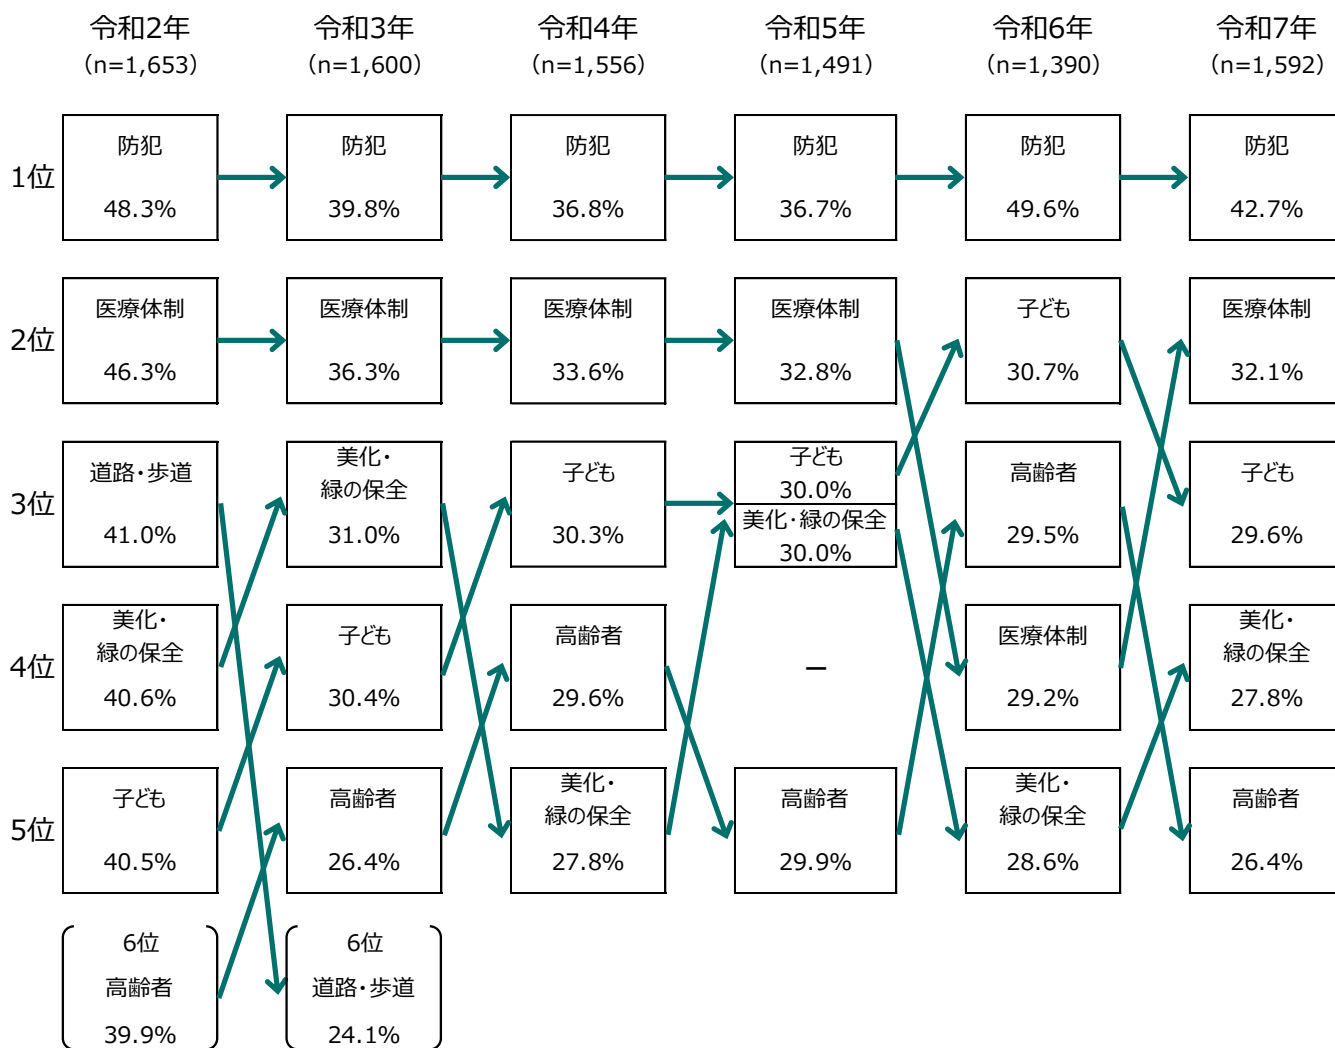 令和2年 令和3年 令和4年 令和5年 令和6年 令和7年
(n=1,653) (n=1,600) (n=1,556) (n=1,491) (n=1,390) (n=1,592)
1位
防犯 防犯 防犯 防犯 防犯 防犯
48.3% 39.8% 36.8% 36.7% 49.6% 42.7%
2位
医療体制 医療体制 医療体制 医療体制 子ども 医療体制
46.3% 36.3% 33.6% 32.8% 30.7% 32.1%
3位
道路・歩道
41.0%
美化・
緑の保全
31.0%
子ども
30.3%
子ども
30.0%
美化・緑の保全
30.0%
高齢者
29.5%
子ども
29.6%
4位
美化・
緑の保全
40.6%
子ども
30.4%
高齢者
29.6%
－
医療体制
29.2%
美化・
緑の保全
27.8%
5位
子ども
40.5%
高齢者
26.4%
美化・
緑の保全
27.8%
高齢者
29.9%
美化・
緑の保全
28.6%
高齢者
26.4%
6位
高齢者
39.9%
6位
道路・歩道
24.1%